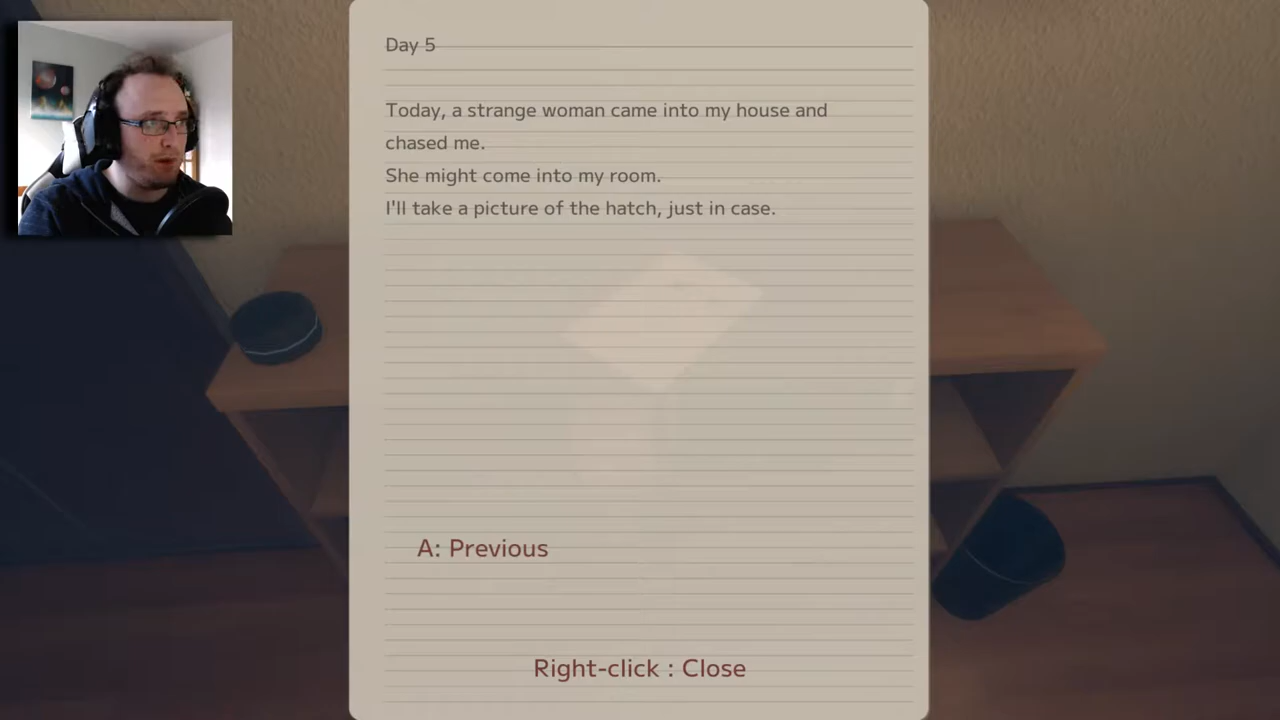 Day 5
Today, a strange woman came into my house and
chased me.
She might come into my room.
I'll take a picture of the hatch, just in case.
A: Previous
Right-click : Close